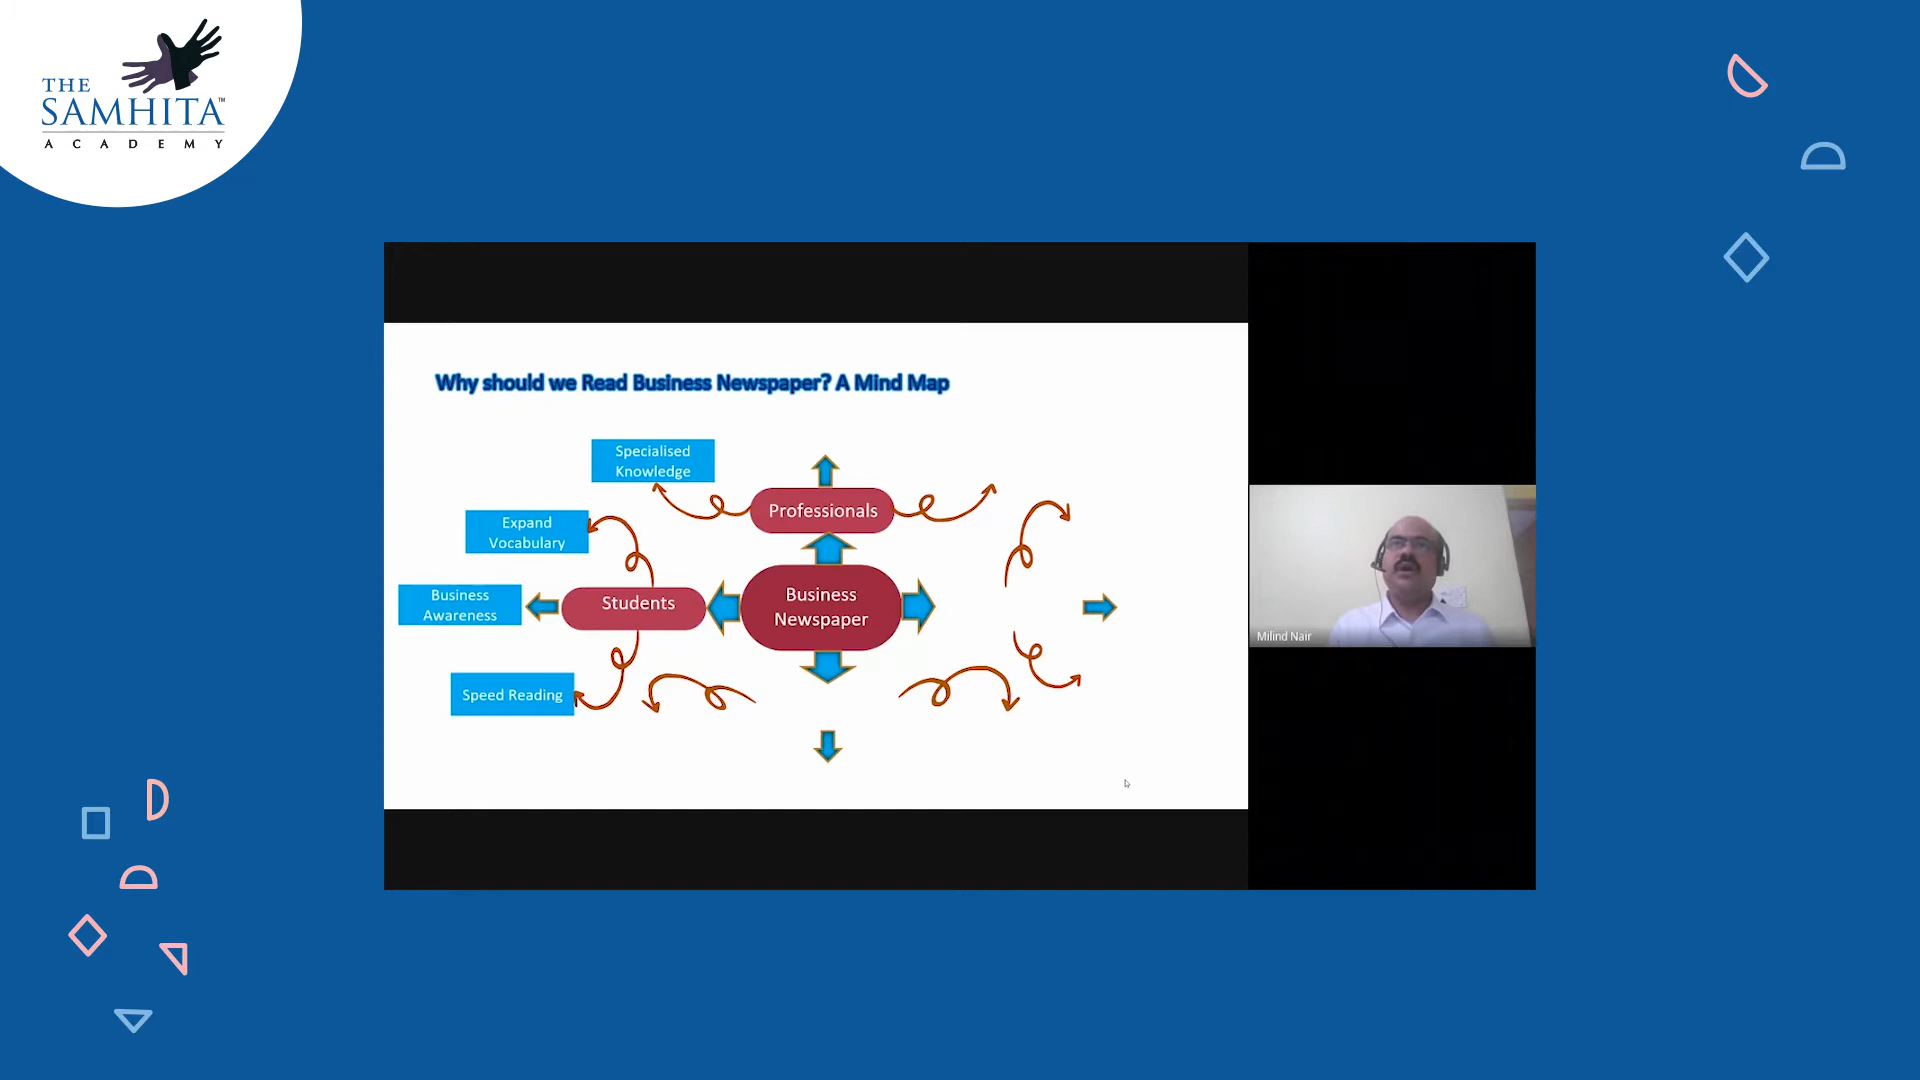 THE
SAMHITA™
ACADEMY
Why should we Read Business Newspaper? A Mind Map
Specialised
Knowledge
Professionals
Expand
Vocabulary
Business
Awareness
Students
Business
Newspaper
Speed Reading
Milind Nair